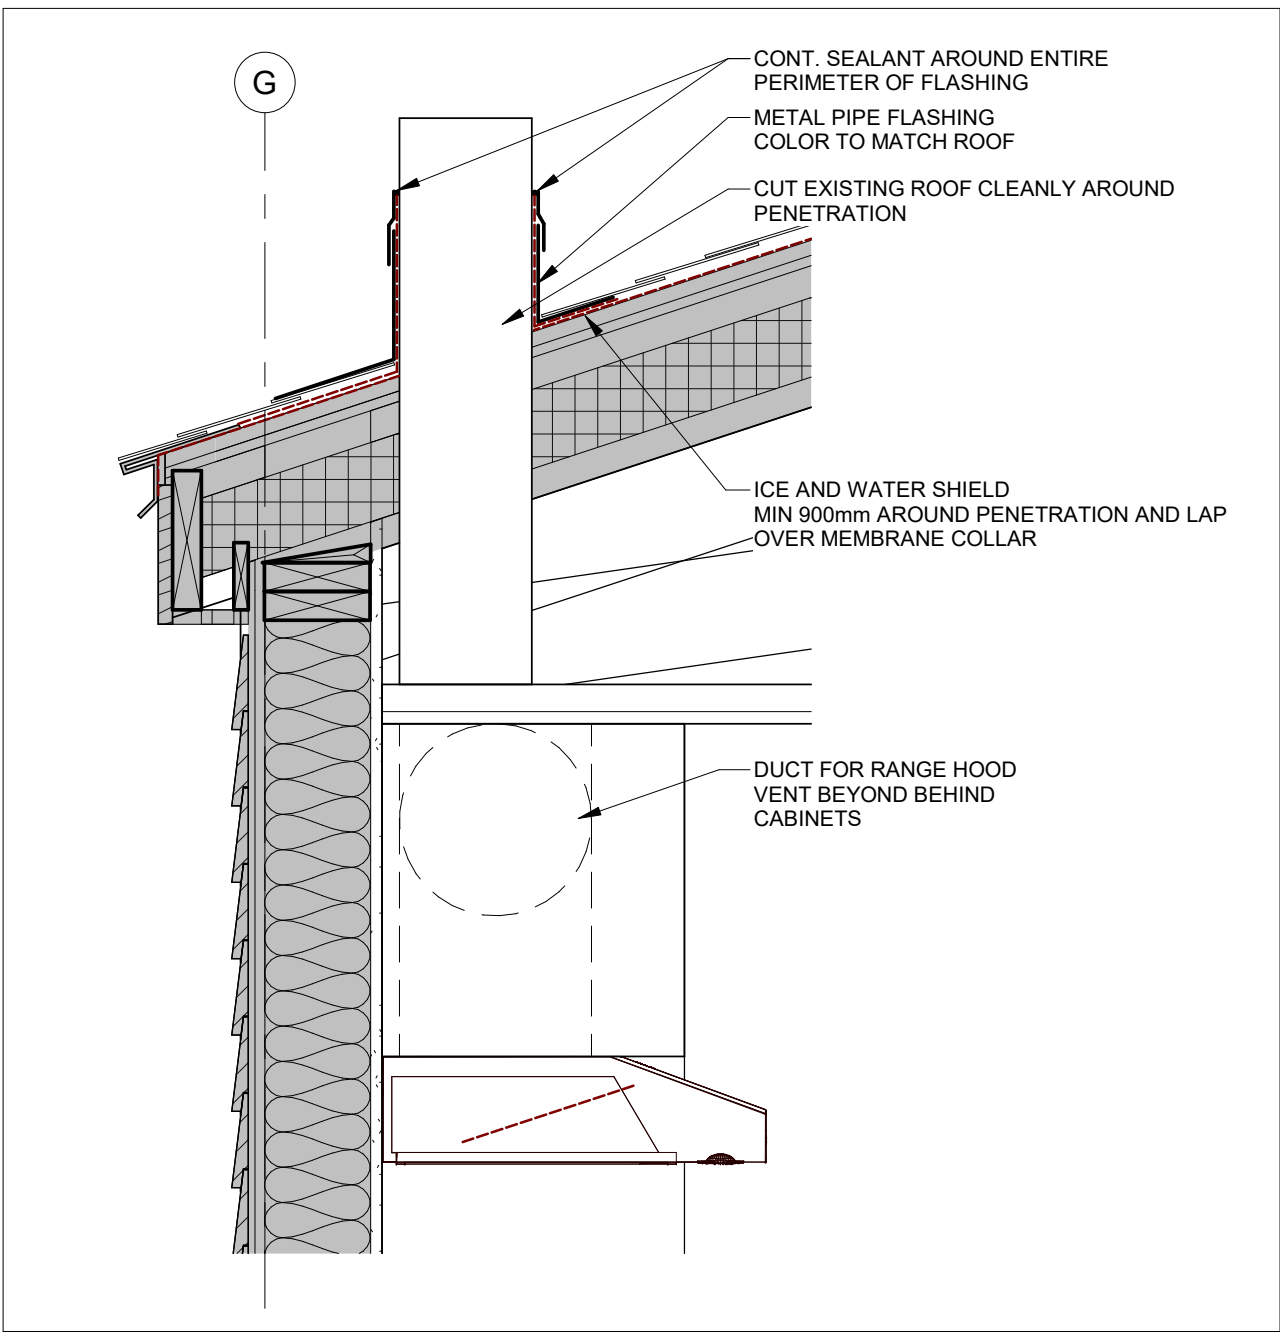 G
CONT. SEALANT AROUND ENTIRE
PERIMETER OF FLASHING
METAL PIPE FLASHING
COLOR TO MATCH ROOF
CUT EXISTING ROOF CLEANLY AROUND
PENETRATION
ICE AND WATER SHIELD
MIN 900mm AROUND PENETRATION AND LAP
OVER MEMBRANE COLLAR
DUCT FOR RANGE HOOD
VENT BEYOND BEHIND
CABINETS